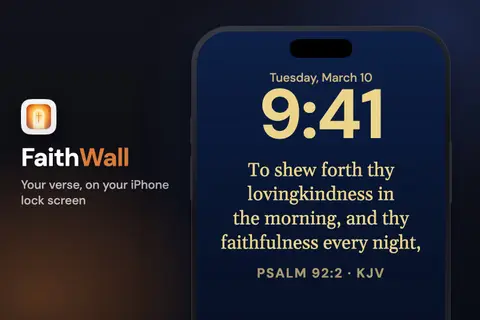 FaithWall
Your verse, on your iPhone
lock screen
Tuesday, March 10
9:41
To shew forth thy
lovingkindness in
the morning, and thy
faithfulness every night,
PSALM 92:2 · KJV